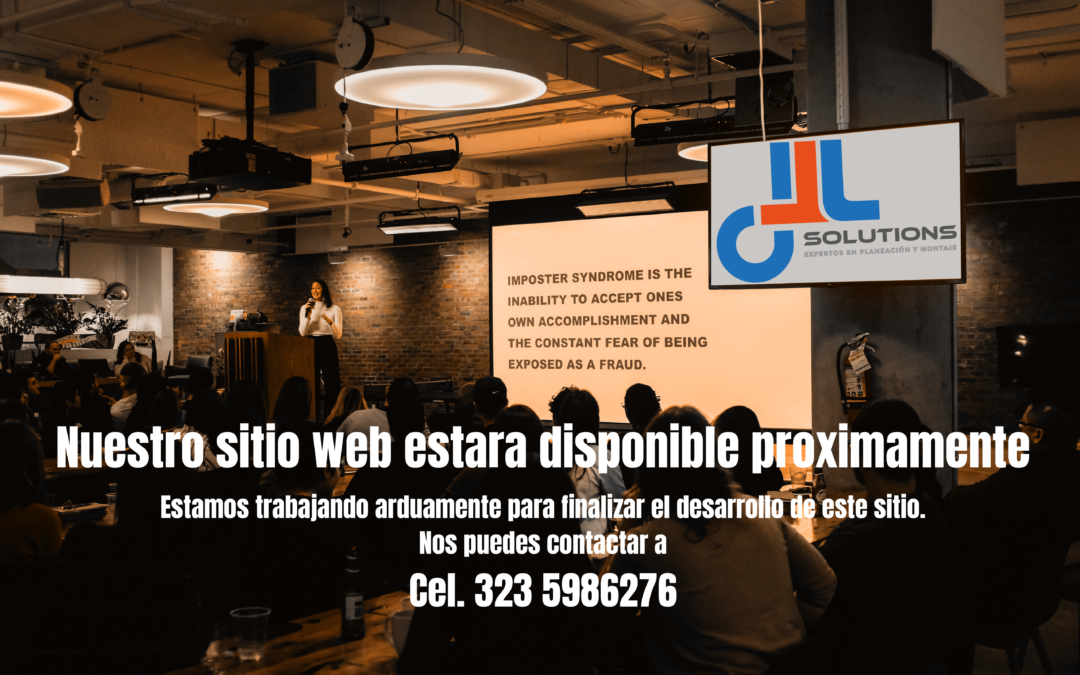 SOLUTIONS
EXPERTOS EN PLANEACIÓN Y MONTAJE
IMPOSTER SYNDROME IS THE
INABILITY TO ACCEPT ONES
OWN ACCOMPLISHMENT AND
THE CONSTANT FEAR OF BEING
EXPOSED AS A FRAUD.
Nuestro sitio web estara disponible proximamente
Estamos trabajando arduamente para finalizar el desarrollo de este sitio.
Nos puedes contactar a
Cel. 323 5986276